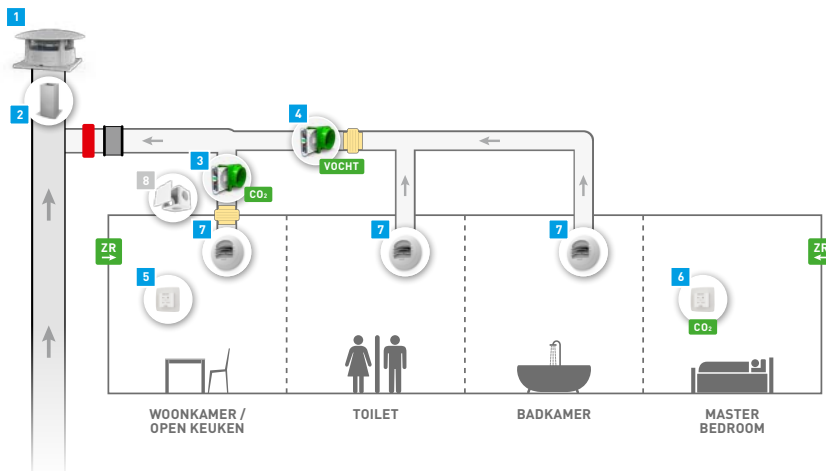 1
2
4
VOCHT
3
CO₂
8
7
7
7
ZR
ZR
5
6
CO₂
WOONKAMER /
OPEN KEUKEN
TOILET
BADKAMER
MASTER
BEDROOM